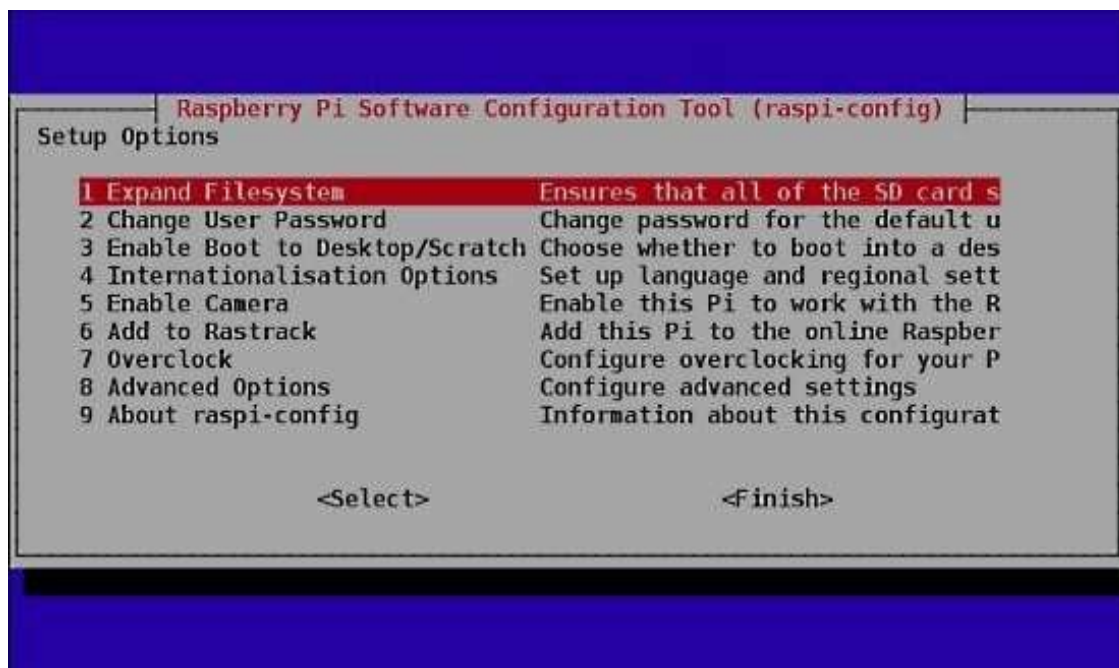 Raspberry Pi Software Configuration Tool (raspi-config)
Setup Options
1 Expand Filesystem Ensures that all of the SD card s
2 Change User Password Change password for the default u
3 Enable Boot to Desktop/Scratch Choose whether to boot into a des
4 Internationalisation Options Set up language and regional sett
5 Enable Camera Enable this Pi to work with the R
6 Add to Rastrack Add this Pi to the online Raspber
7 Overclock Configure overclocking for your P
8 Advanced Options Configure advanced settings
9 About raspi-config Information about this configurat
<Select> <Finish>